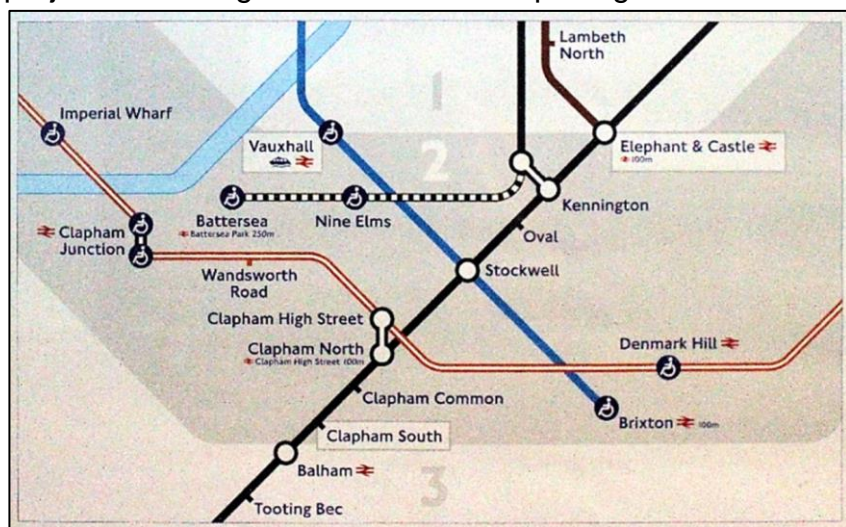 Lambeth
North
1
Imperial Wharf
Vauxhall
2
Elephant & Castle
100m
Battersea
Battersea Park 250m
Nine Elms
Kennington
Clapham
Junction
Oval
Wandsworth
Road
Stockwell
Clapham High Street
Clapham North
Clapham High Street 100m
Denmark Hill
Clapham Common
Brixton
100m
Clapham South
Balham
3
Tooting Bec